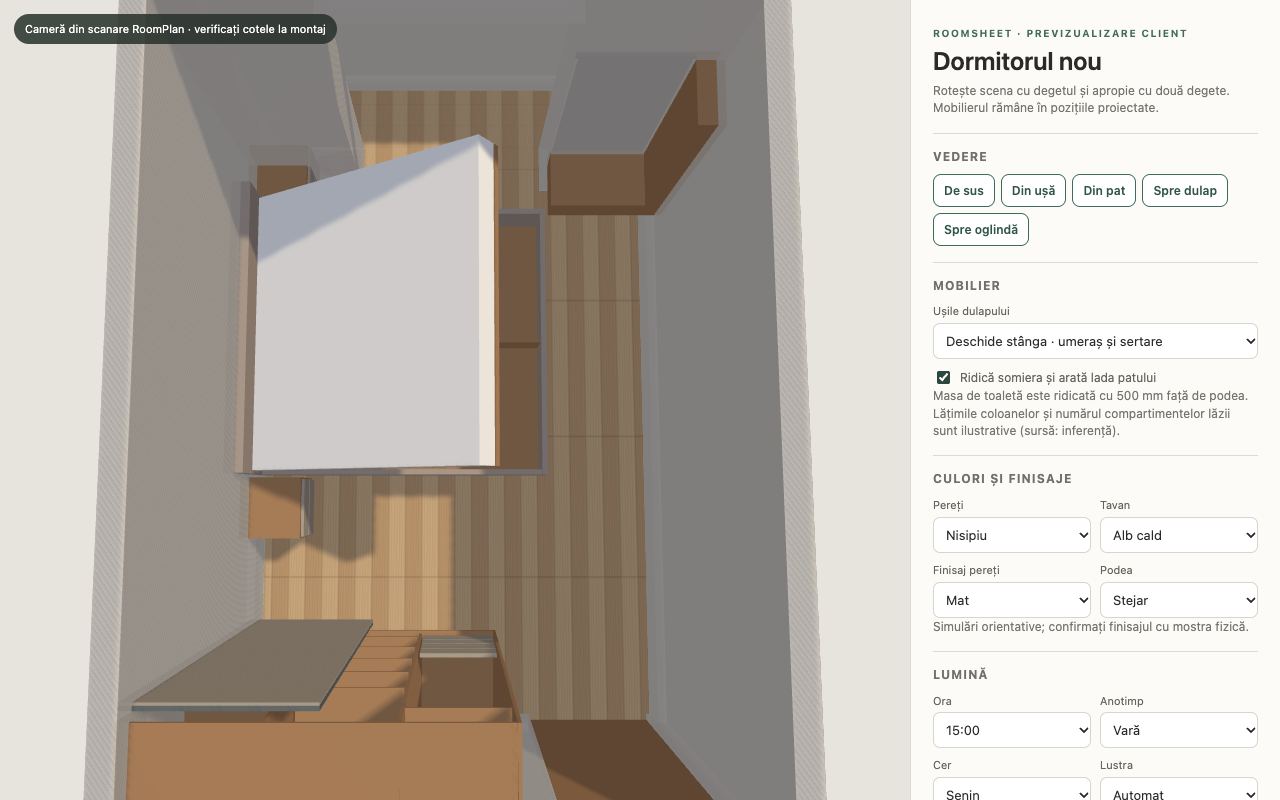 Cameră din scanare RoomPlan · verificați cotele la montaj
ROOMSHEET · PREVIZUALIZARE CLIENT
Dormitorul nou
Rotește scena cu degetul și apropie cu două degete.
Mobilierul rămâne în pozițiile proiectate.
VEDERE
De sus
Din ușă
Din pat
Spre dulap
Spre oglindă
MOBILIER
Ușile dulapului
Deschide stânga · umeraș și sertare
Ridică somiera și arată lada patului
Masa de toaletă este ridicată cu 500 mm față de podea.
Lățimile coloanelor și numărul compartimentelor lăzii
sunt ilustrative (sursă: inferență).
CULORI ȘI FINISAJE
Pereți
Tavan
Nisipiu
Alb cald
Finisaj pereți
Podea
Mat
Stejar
Simulări orientative; confirmați finisajul cu mostra fizică.
LUMINĂ
Ora
Anotimp
15:00
Vară
Cer
Lustra
Senin
Automat